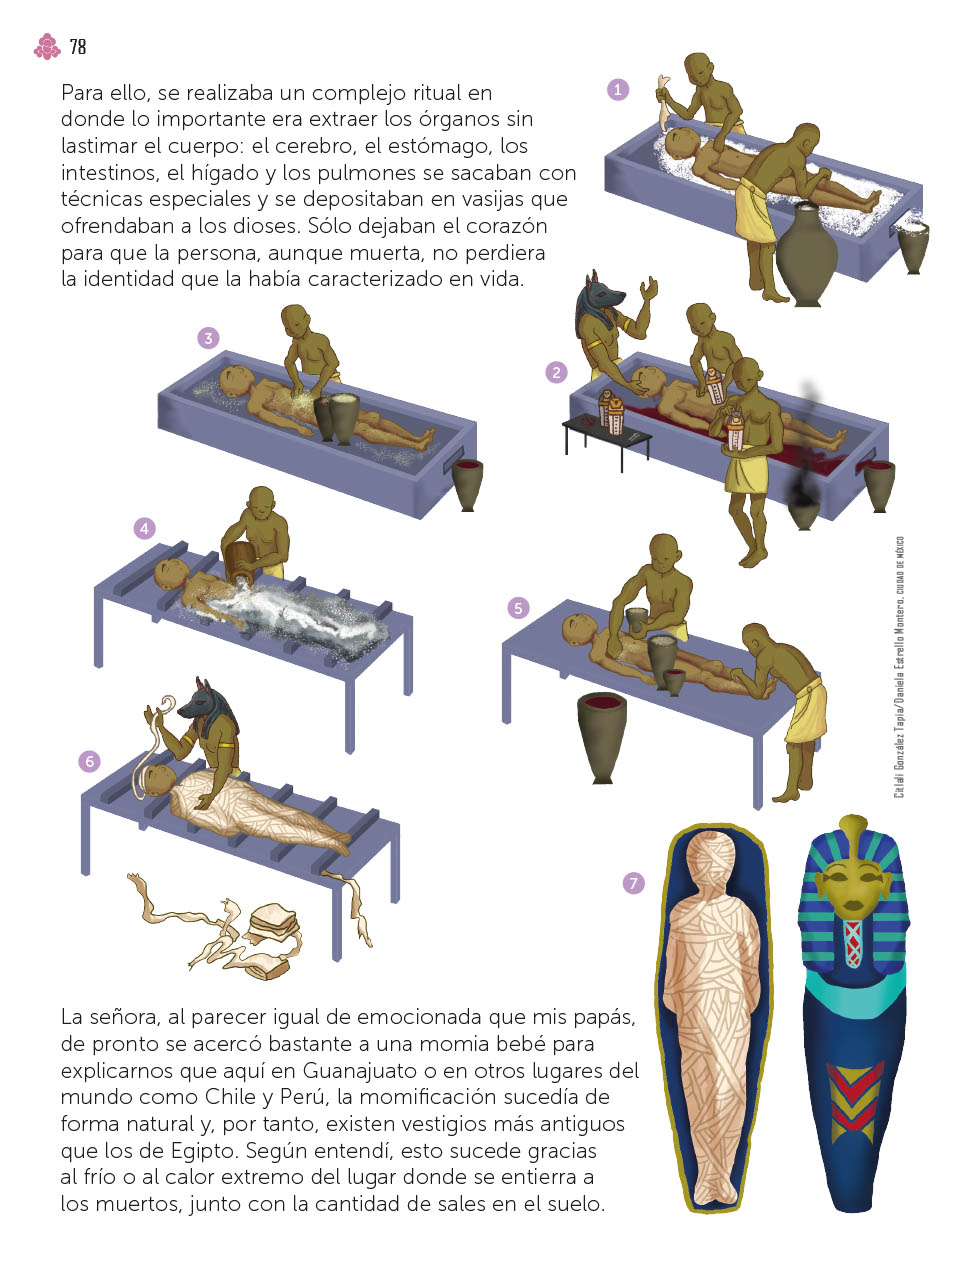 78
Para ello, se realizaba un complejo ritual en
donde lo importante era extraer los órganos sin
lastimar el cuerpo: el cerebro, el estómago, los
intestinos, el hígado y los pulmones se sacaban con
técnicas especiales y se depositaban en vasijas que
ofrendaban a los dioses. Sólo dejaban el corazón
para que la persona, aunque muerta, no perdiera
la identidad que la había caracterizado en vida.
1
2
3
4
5
6
7
Citlali González Tapia/Daniela Estrello Montero, CIUDAD DE MÉXICO
La señora, al parecer igual de emocionada que mis papás,
de pronto se acercó bastante a una momia bebé para
explicarnos que aquí en Guanajuato o en otros lugares del
mundo como Chile y Perú, la momificación sucedía de
forma natural y, por tanto, existen vestigios más antiguos
que los de Egipto. Según entendí, esto sucede gracias
al frío o al calor extremo del lugar donde se entierra a
los muertos, junto con la cantidad de sales en el suelo.